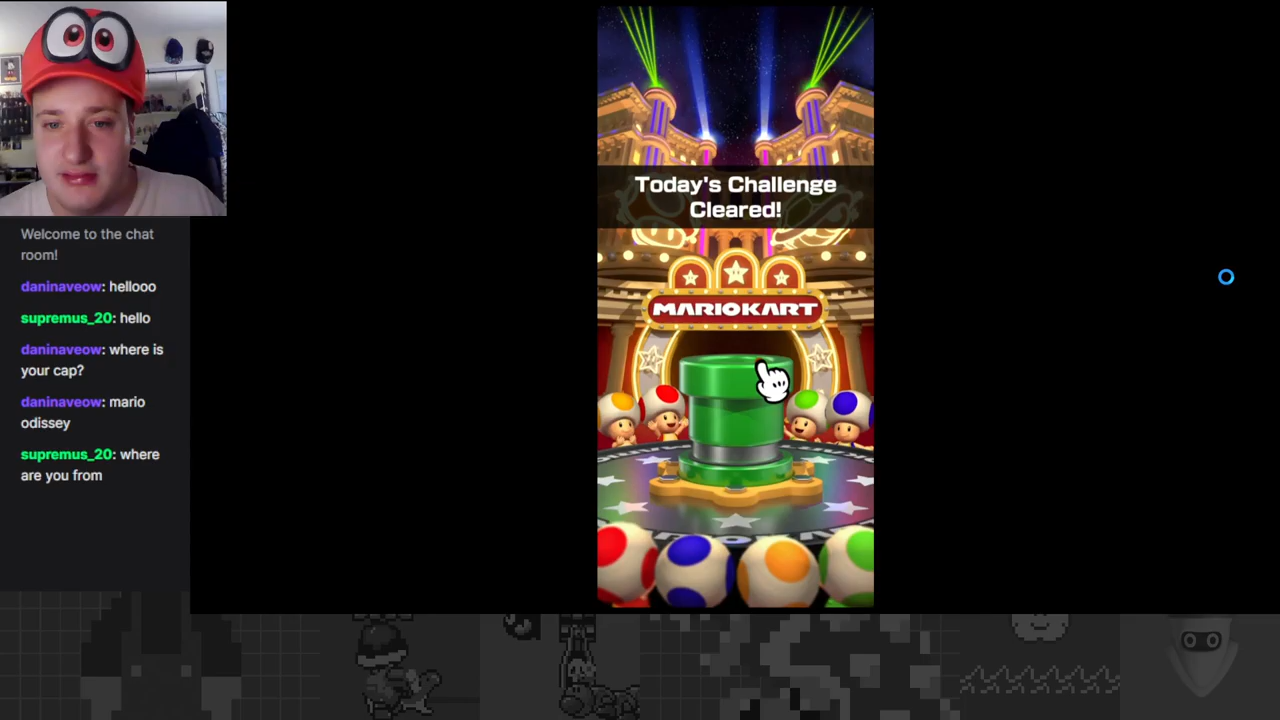 Today's Challenge
Cleared!
MARIOKART
Welcome to the chat
room!
daninaveow: hellooo
supremus_20: hello
daninaveow: where is
your cap?
daninaveow: mario
odissey
supremus_20: where
are you from